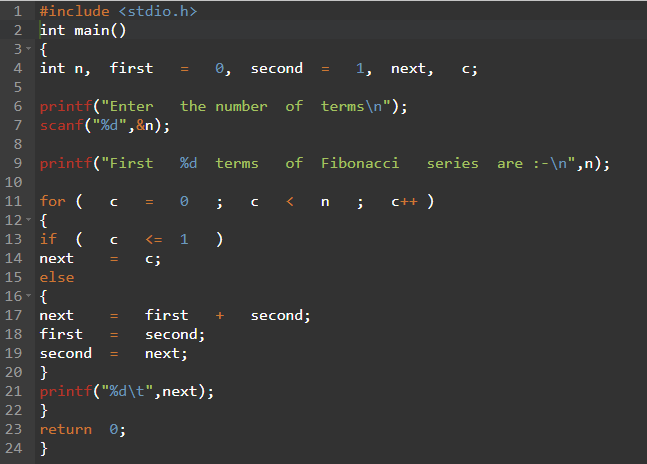 1 #include <stdio.h>
2 int main()
3 {
4 int n, first = 0, second = 1, next, c;
5
6 printf("Enter the number of terms\n");
7 scanf("%d",&n);
8
9 printf("First %d terms of Fibonacci series are :-\n",n);
10
11 for ( c = 0 ; c < n ; c++ )
12 {
13 if ( c <= 1 )
14 next = c;
15 else
16 {
17 next = first + second;
18 first = second;
19 second = next;
20 }
21 printf("%d\t",next);
22 }
23 return 0;
24 }